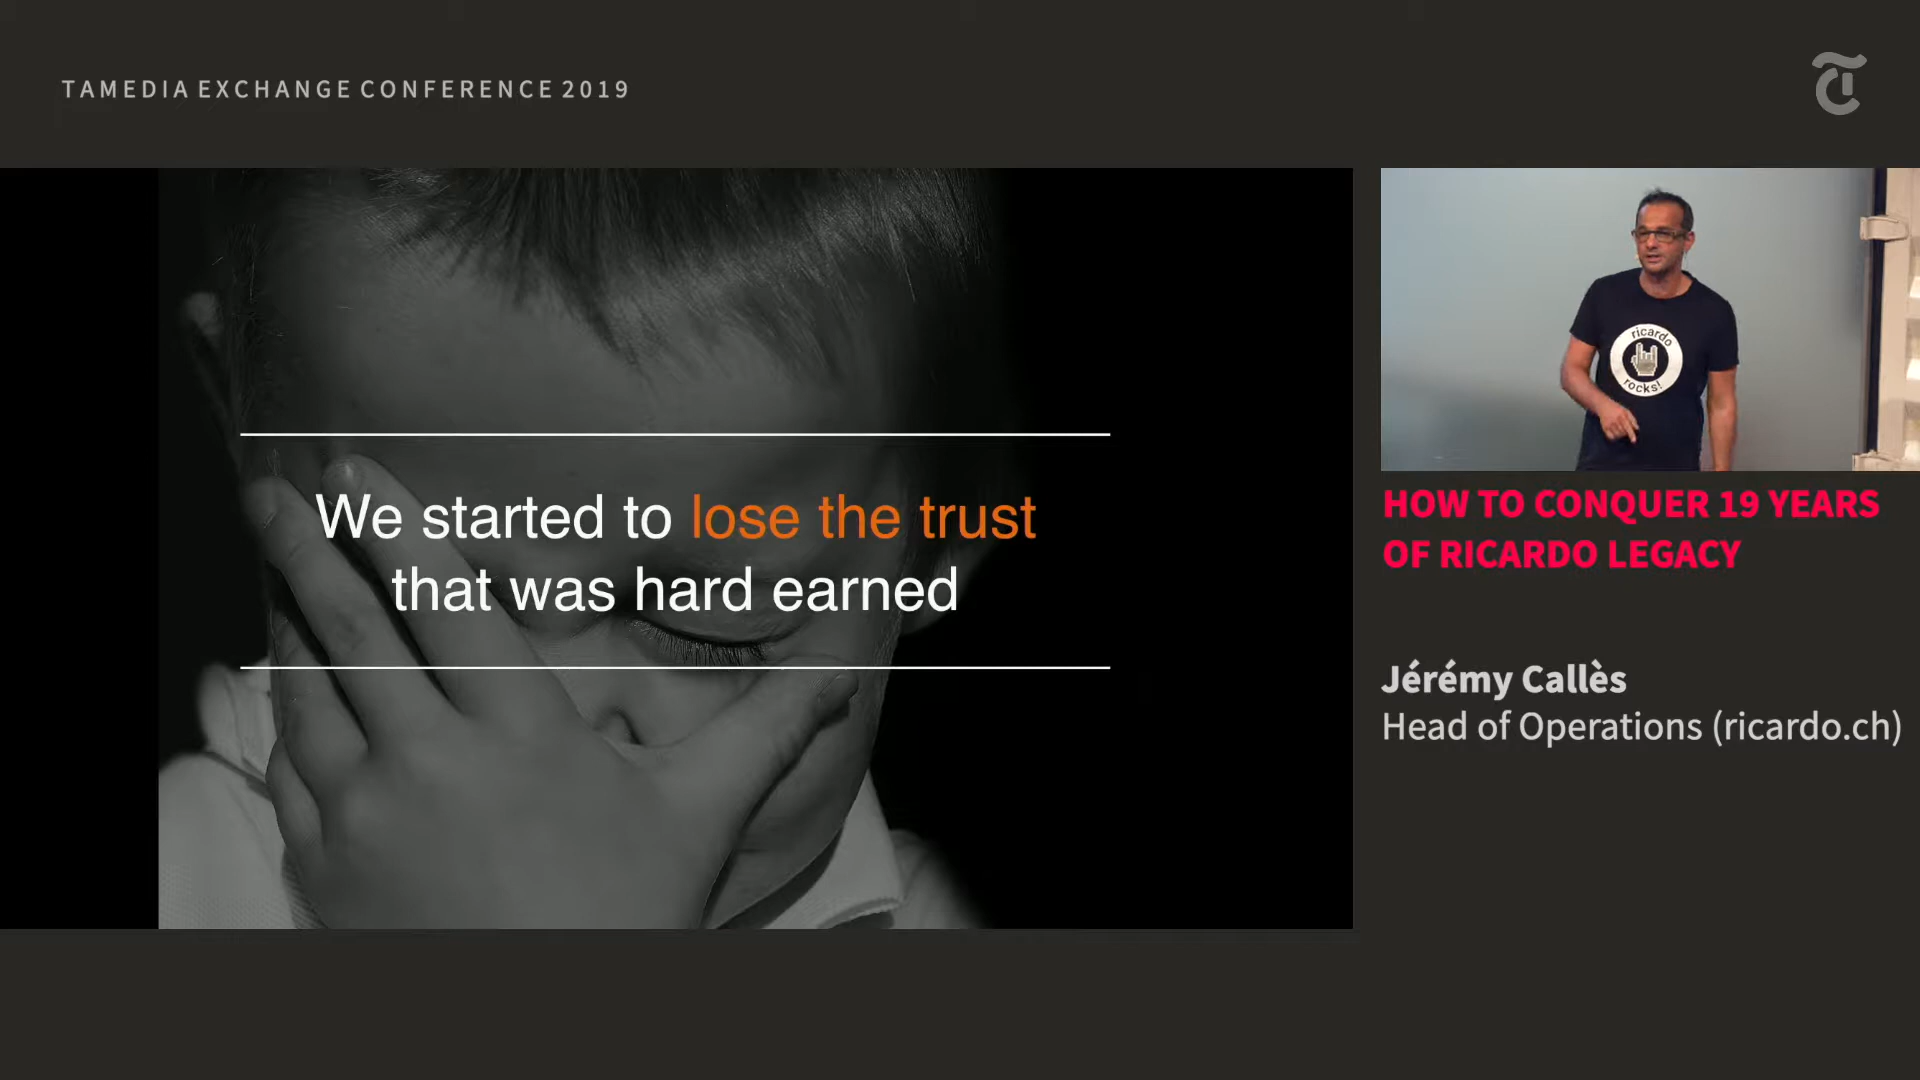 TAMEDIA EXCHANGE CONFERENCE 2019
We started to lose the trust
that was hard earned
ricardo
rocks!
HOW TO CONQUER 19 YEARS
OF RICARDO LEGACY
Jérémy Callès
Head of Operations (ricardo.ch)